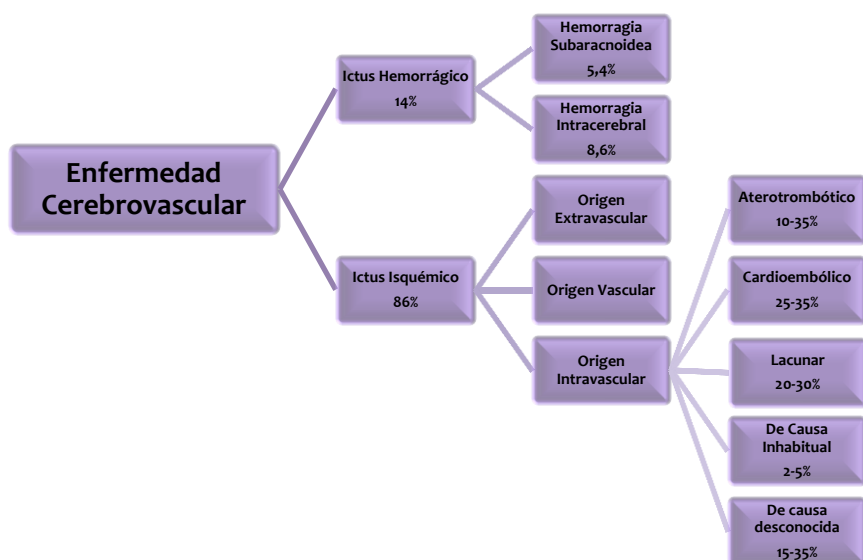 Enfermedad
Cerebrovascular
Ictus Hemorrágico
14%
Hemorragia
Subaracnoidea
5,4%
Hemorragia
Intracerebral
8,6%
Ictus Isquémico
86%
Origen
Extravascular
Origen Vascular
Origen
Intravascular
Aterotrombótico
10-35%
Cardioembólico
25-35%
Lacunar
20-30%
De Causa
Inhabitual
2-5%
De causa
desconocida
15-35%